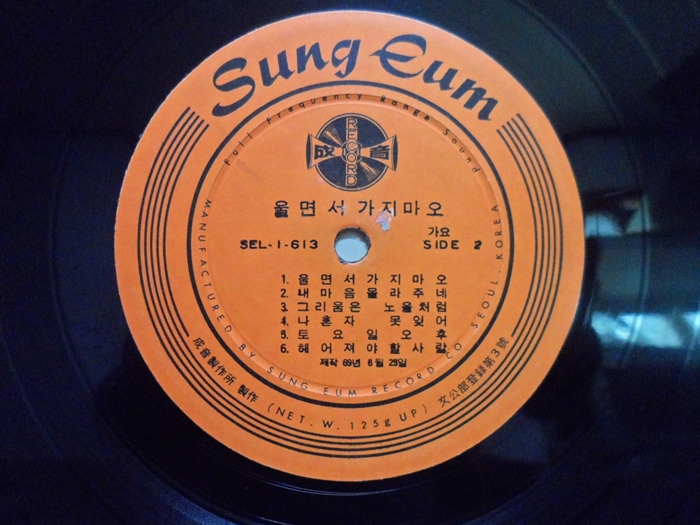 Sung Eum
Full Frequency Range Sound
RECORD
成音
울면서 가지마오
SEL-1-613
가요
SIDE 2
1. 울면서가지마오
2. 내마음몰라주네
3. 그리움은 노을처럼
4. 나혼자 못잊어
5. 토요일오후
6. 헤어져야할사랑
제작 69년 6월 25일
MANUFACTURED BY SUNG EUM RECORD CO SEOUL, KOREA
成音製作所 製作 (NET. W. 125g UP) 文公部登錄第3號